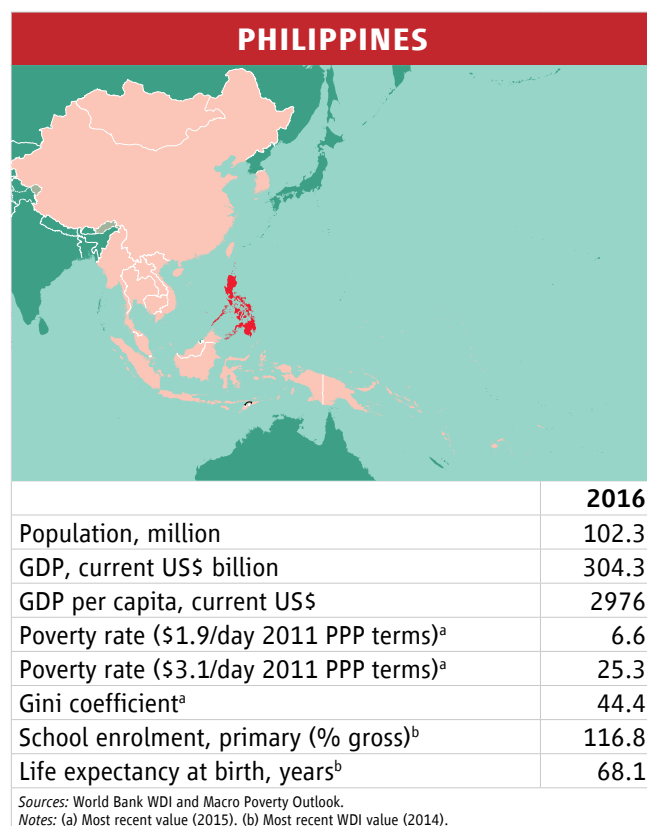 PHILIPPINES
2016
Population, million 102.3
GDP, current US$ billion 304.3
GDP per capita, current US$ 2976
Poverty rate ($1.9/day 2011 PPP terms)ᵃ 6.6
Poverty rate ($3.1/day 2011 PPP terms)ᵃ 25.3
Gini coefficientᵃ 44.4
School enrolment, primary (% gross)ᵇ 116.8
Life expectancy at birth, yearsᵇ 68.1
Sources: World Bank WDI and Macro Poverty Outlook.
Notes: (a) Most recent value (2015). (b) Most recent WDI value (2014).